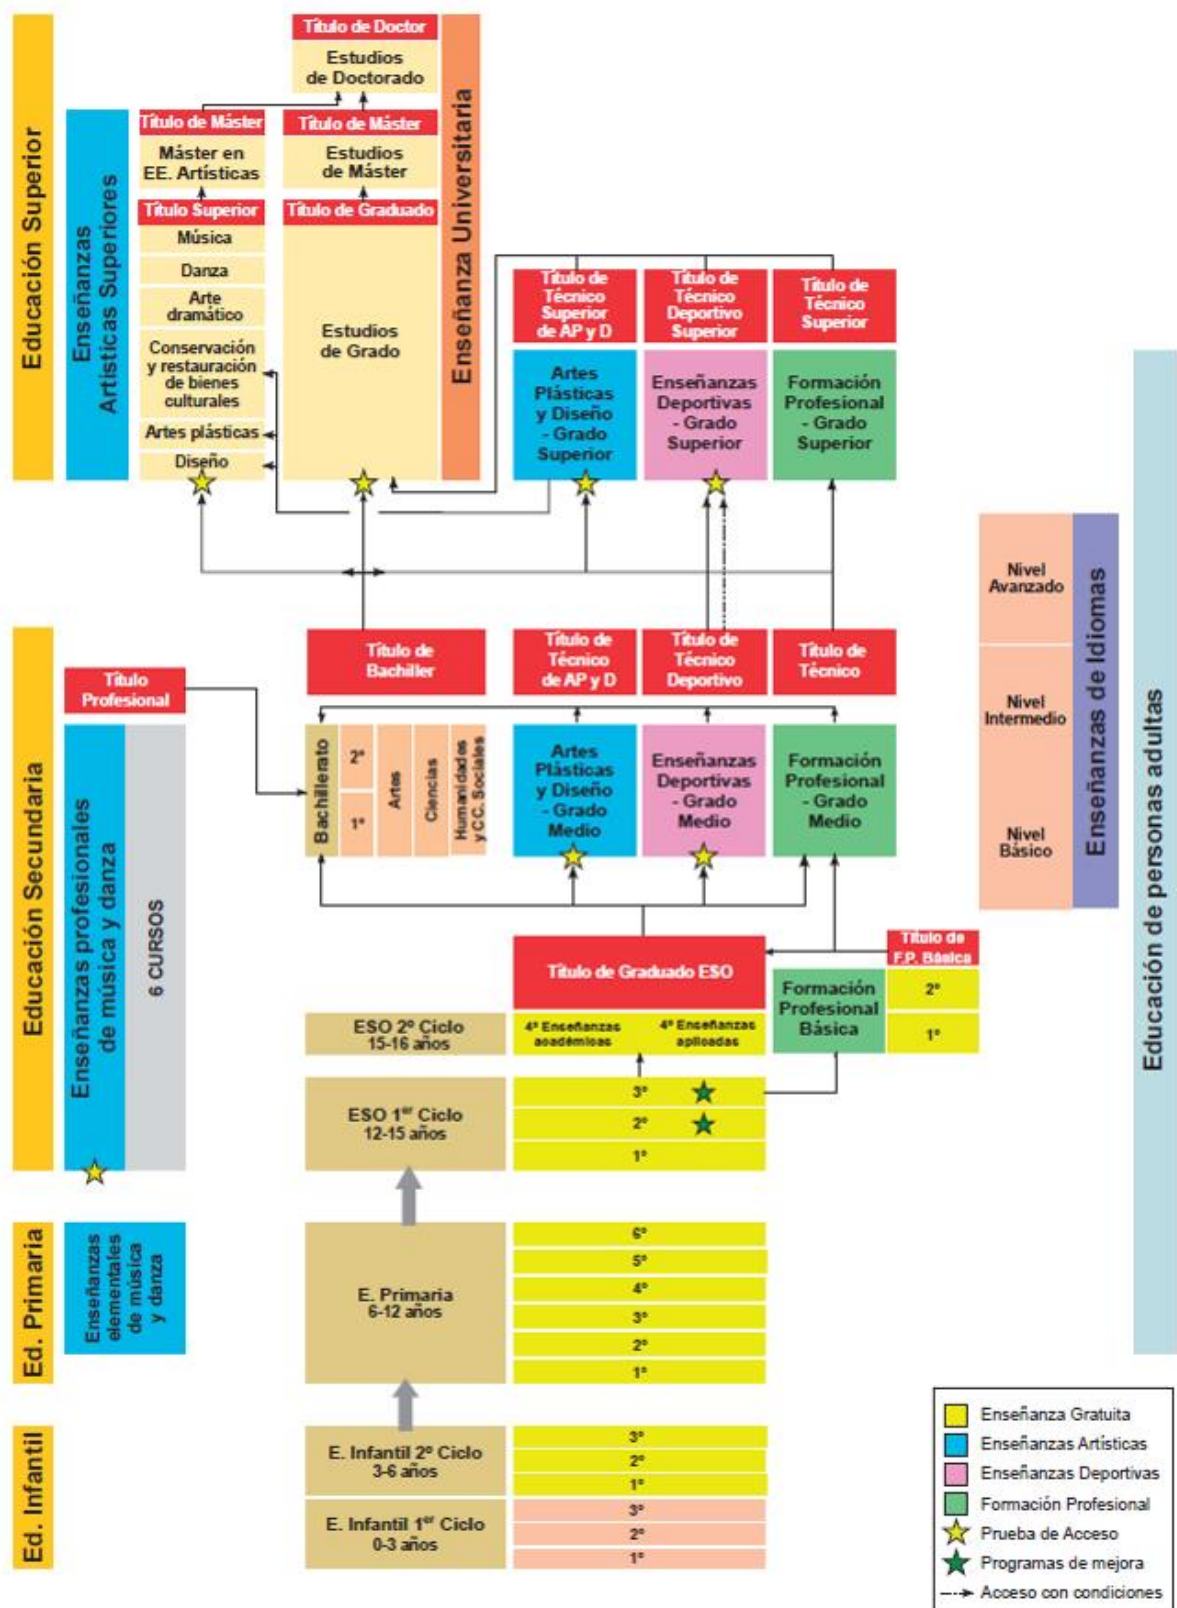 Educación Superior
Enseñanzas
Artísticas Superiores
Título de Doctor
Estudios
de Doctorado
Título de Máster
Máster en
EE. Artísticas
Título Superior
Música
Danza
Arte
dramático
Conservación
y restauración
de bienes
culturales
Artes plásticas
Diseño
Título de Máster
Estudios
de Máster
Título de Graduado
Estudios
de Grado
Enseñanza Universitaria
Título de
Técnico
Superior
de AP y D
Título de
Técnico
Deportivo
Superior
Título de
Técnico
Superior
Artes
Plásticas
y Diseño
- Grado
Superior
Enseñanzas
Deportivas
- Grado
Superior
Formación
Profesional
- Grado
Superior
Nivel
Avanzado
Nivel
Intermedio
Nivel
Básico
Enseñanzas de Idiomas
Educación de personas adultas
Educación Secundaria
Título
Profesional
Enseñanzas profesionales
de música y danza
6 CURSOS
Título de
Bachiller
Título de
Técnico
de AP y D
Título de
Técnico
Deportivo
Título de
Técnico
Bachillerato
2º
1º
Artes
Ciencias
Humanidades
y CC. Sociales
Artes
Plásticas
y Diseño
- Grado
Medio
Enseñanzas
Deportivas
- Grado
Medio
Formación
Profesional
- Grado
Medio
Título de Graduado ESO
Título de
F.P. Básica
Formación
Profesional
Básica
2º
1º
ESO 2º Ciclo
15-16 años
4º Enseñanzas
académicas
4º Enseñanzas
aplicadas
ESO 1er Ciclo
12-15 años
3º
2º
1º
Ed. Primaria
Enseñanzas
elementales
de música
y danza
E. Primaria
6-12 años
6º
5º
4º
3º
2º
1º
Ed. Infantil
E. Infantil 2º Ciclo
3-6 años
3º
2º
1º
E. Infantil 1er Ciclo
0-3 años
3º
2º
1º
Enseñanza Gratuita
Enseñanzas Artísticas
Enseñanzas Deportivas
Formación Profesional
Prueba de Acceso
Programas de mejora
Acceso con condiciones